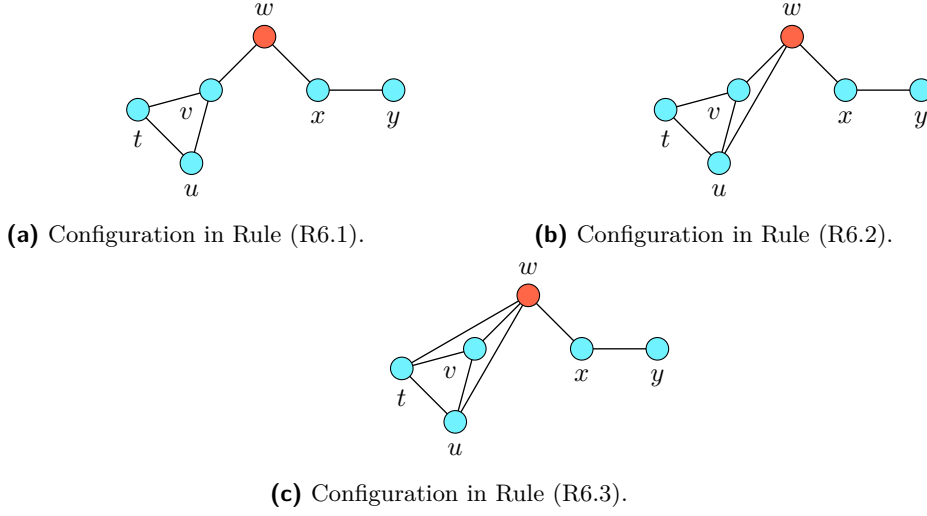 w
w
v
x
y
t
u
v
x
y
t
u
(a) Configuration in Rule (R6.1).
(b) Configuration in Rule (R6.2).
w
v
x
y
t
u
(c) Configuration in Rule (R6.3).